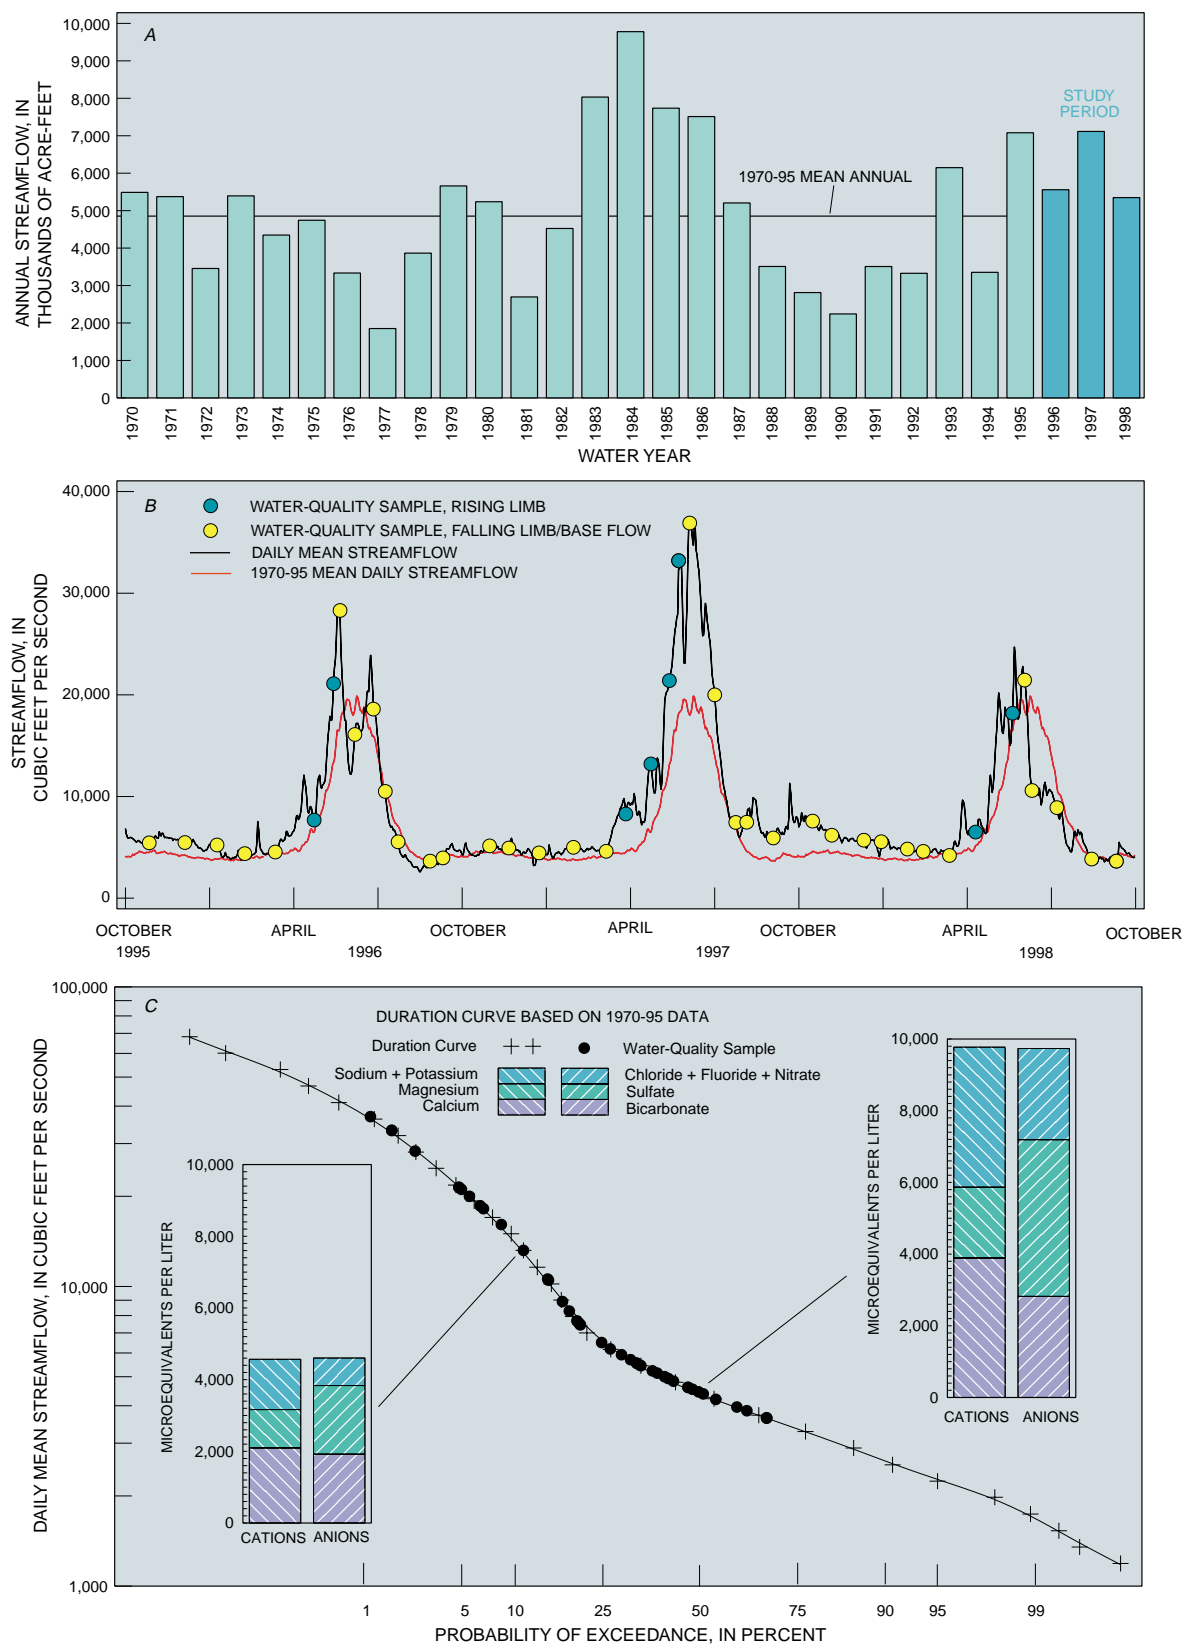 A
10,000
9,000
8,000
7,000
6,000
5,000
4,000
3,000
2,000
1,000
0
ANNUAL STREAMFLOW, IN
THOUSANDS OF ACRE-FEET
STUDY
PERIOD
1970-95 MEAN ANNUAL
1970 1971 1972 1973 1974 1975 1976 1977 1978 1979 1980 1981 1982 1983 1984 1985 1986 1987 1988 1989 1990 1991 1992 1993 1994 1995 1996 1997 1998
WATER YEAR
B
40,000
30,000
20,000
10,000
0
STREAMFLOW, IN
CUBIC FEET PER SECOND
WATER-QUALITY SAMPLE, RISING LIMB
WATER-QUALITY SAMPLE, FALLING LIMB/BASE FLOW
DAILY MEAN STREAMFLOW
1970-95 MEAN DAILY STREAMFLOW
OCTOBER APRIL OCTOBER APRIL OCTOBER APRIL OCTOBER
1995 1996 1997 1998
C
100,000
10,000
1,000
DAILY MEAN STREAMFLOW, IN CUBIC FEET PER SECOND
DURATION CURVE BASED ON 1970-95 DATA
Duration Curve Water-Quality Sample
Sodium + Potassium Chloride + Fluoride + Nitrate
Magnesium Sulfate
Calcium Bicarbonate
10,000
8,000
6,000
4,000
2,000
0
MICROEQUIVALENTS PER LITER
CATIONS ANIONS
10,000
8,000
6,000
4,000
2,000
0
MICROEQUIVALENTS PER LITER
CATIONS ANIONS
1 5 10 25 50 75 90 95 99
PROBABILITY OF EXCEEDANCE, IN PERCENT